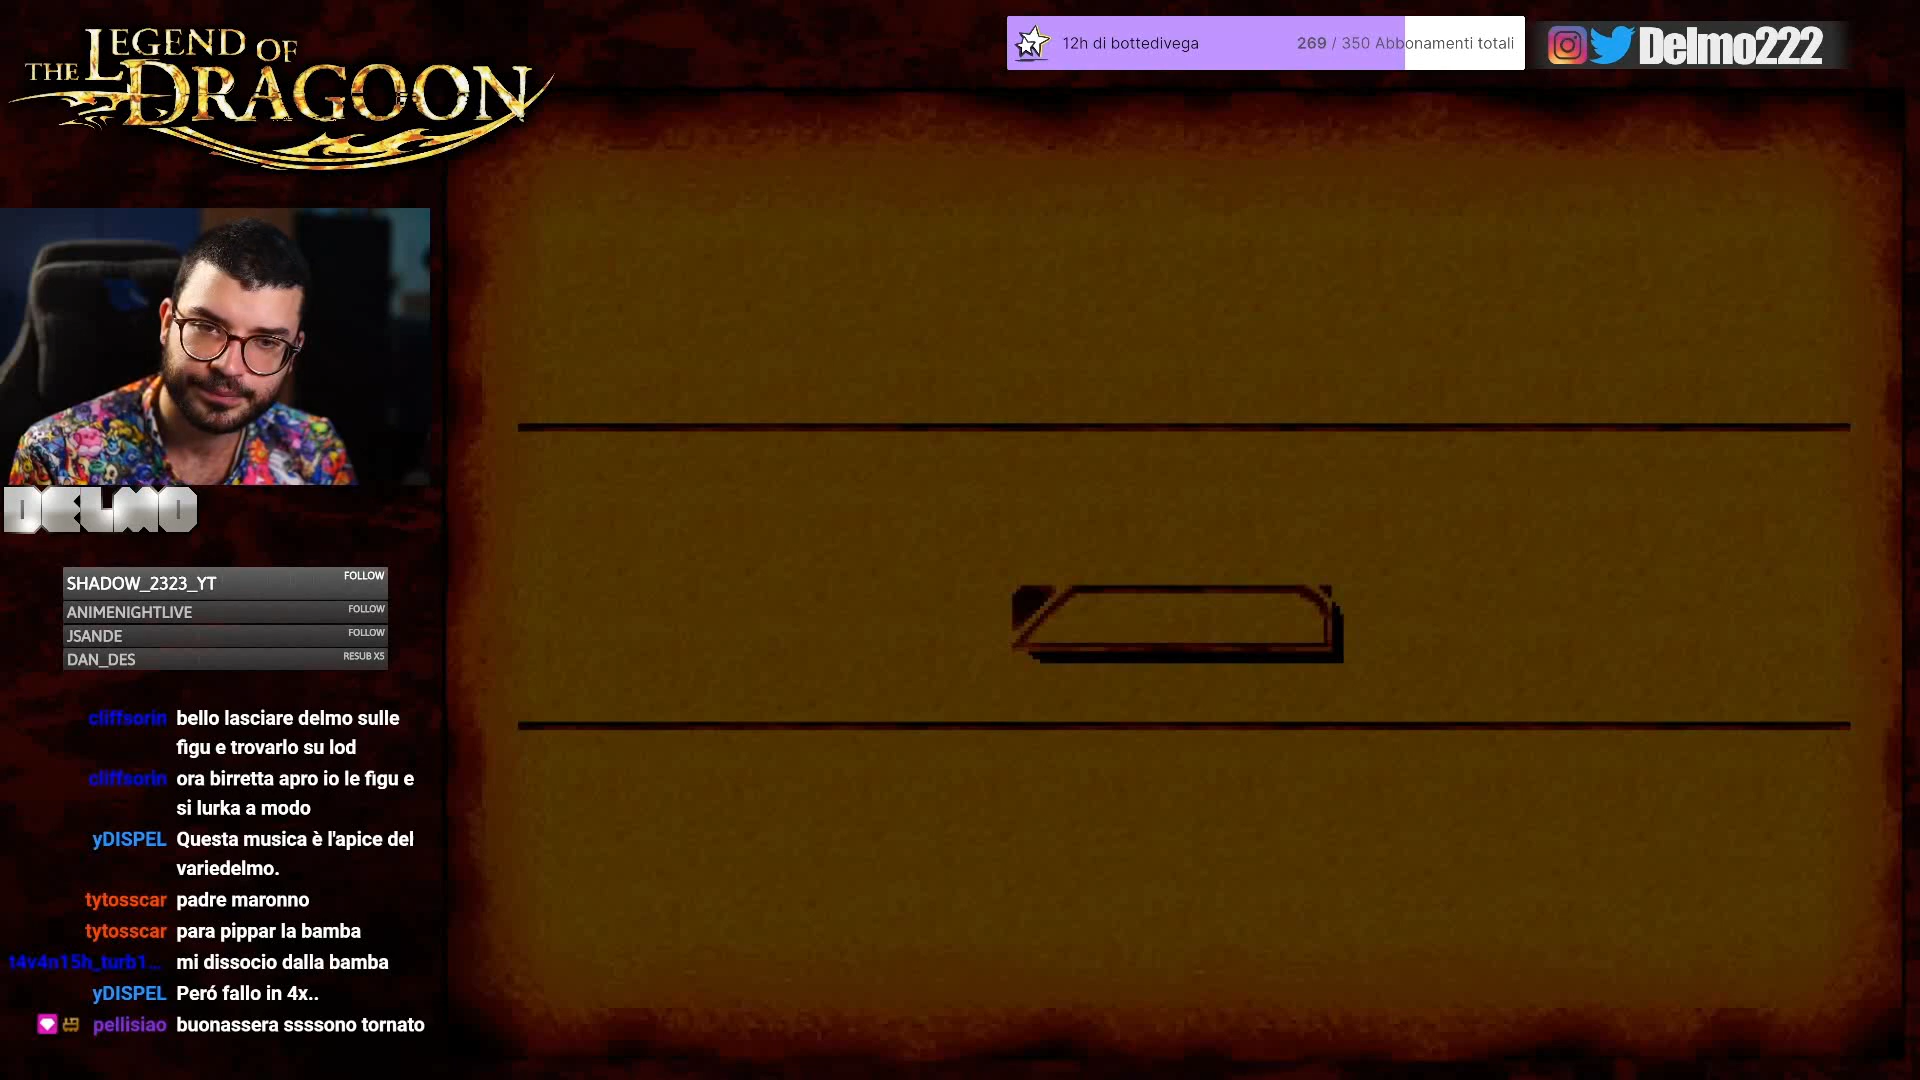 THE LEGEND OF
DRAGOON
12h di bottedivega
269 / 350 Abbonamenti totali
Delmo222
DELMO
SHADOW_2323_YT FOLLOW
ANIMENIGHTLIVE FOLLOW
JSANDE FOLLOW
DAN_DES RESUB X5
cliffsorin bello lasciare delmo sulle
figu e trovarlo su lod
cliffsorin ora birretta apro io le figu e
si lurka a modo
yDISPEL Questa musica è l'apice del
variedelmo.
tytosscar padre maronno
tytosscar para pippar la bamba
t4v4n15h_turb1... mi dissocio dalla bamba
yDISPEL Peró fallo in 4x..
pellisiao buonassera ssssono tornato